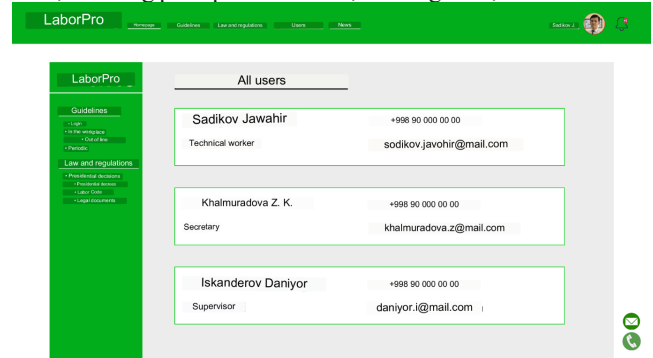 LaborPro Homepage Guidelines Law and regulations Users News Sadikov J.
LaborPro
All users
Guidelines
• Login
• In the workplace
• Out of line
• Periodic
Law and regulations
• Presidential decisions
• Presidential decrees
• Labor Code
• Legal documents
Sadikov Jawahir +998 90 000 00 00
Technical worker sodikov.javohir@mail.com
Khalmuradova Z. K. +998 90 000 00 00
Secretary khalmuradova.z@mail.com
Iskanderov Daniyor +998 90 000 00 00
Supervisor daniyor.i@mail.com